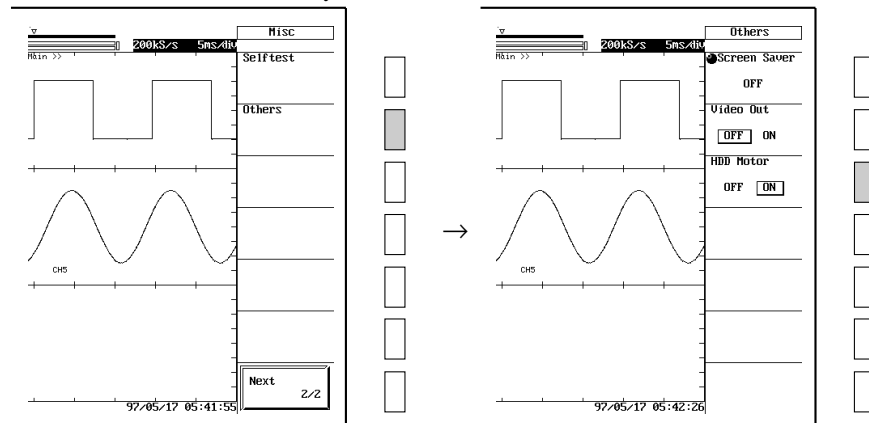 Misc
200kS/s 5ms/div
Main >>
Selftest
Others
CH5
Next
2/2
97/05/17 05:41:55
→
Others
200kS/s 5ms/div
Main >>
Screen Saver
OFF
Video Out
OFF ON
HDD Motor
OFF ON
CH5
97/05/17 05:42:26